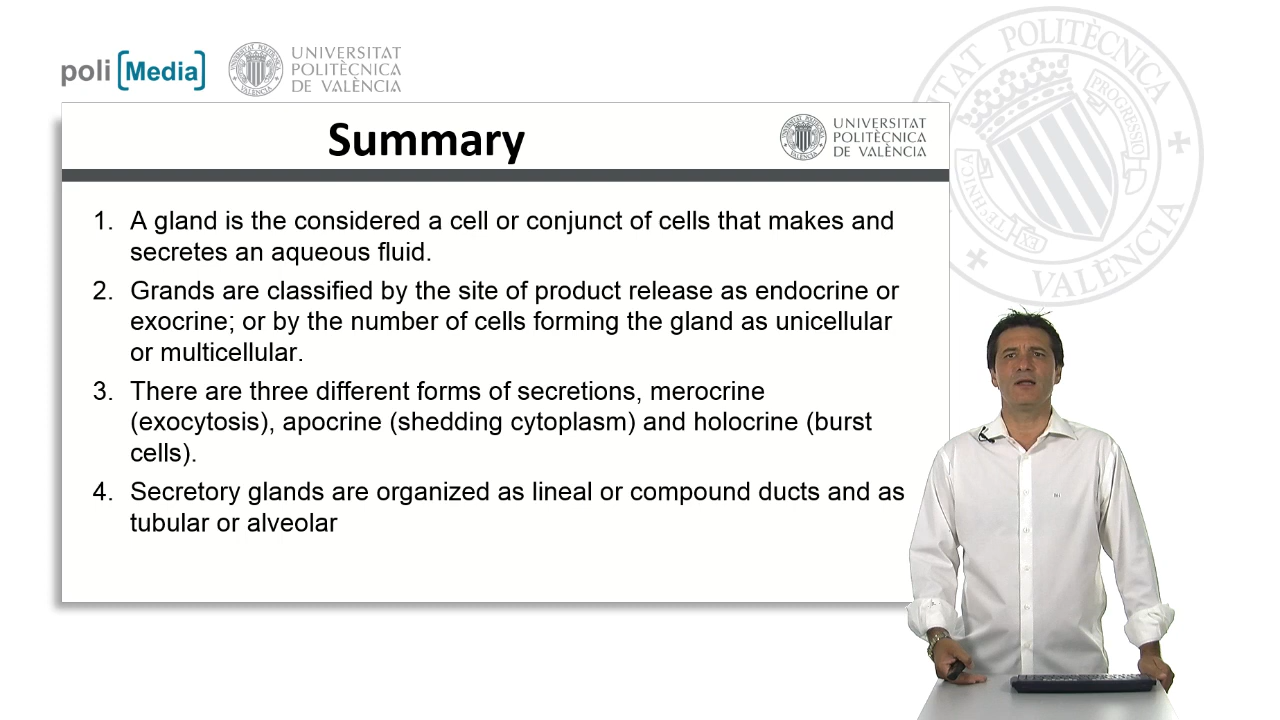 poli [Media]
UNIVERSITAT
POLITÈCNICA
DE VALÈNCIA
Summary
UNIVERSITAT
POLITÈCNICA
DE VALÈNCIA
1. A gland is the considered a cell or conjunct of cells that makes and
secretes an aqueous fluid.
2. Grands are classified by the site of product release as endocrine or
exocrine; or by the number of cells forming the gland as unicellular
or multicellular.
3. There are three different forms of secretions, merocrine
(exocytosis), apocrine (shedding cytoplasm) and holocrine (burst
cells).
4. Secretory glands are organized as lineal or compound ducts and as
tubular or alveolar
POLITÈCNICA
VALÈNCIA
PROGRESSIO